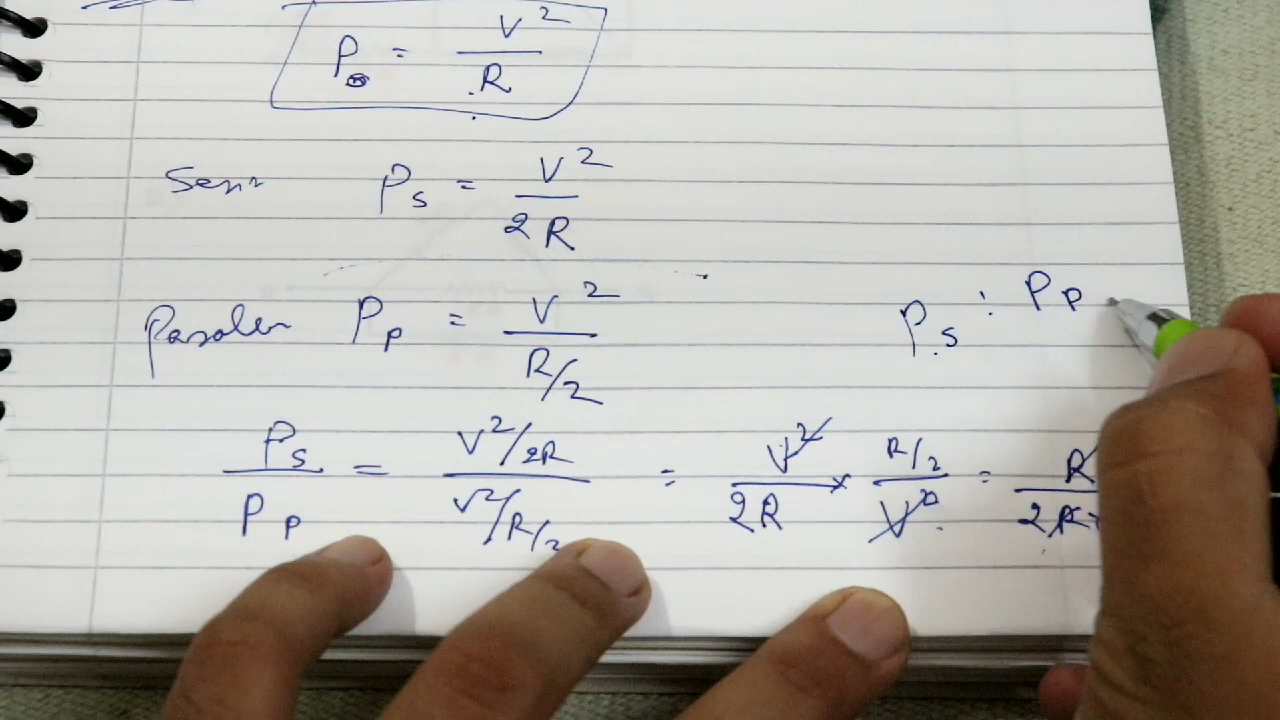 P = V²/R
Seri Pₛ = V²/2R
Pₚ = V²/R/2
Pₛ : Pₚ
Pₛ/Pₚ = V²/2R / V²/R/2 = V²/2R × R/2/V² = R/2R